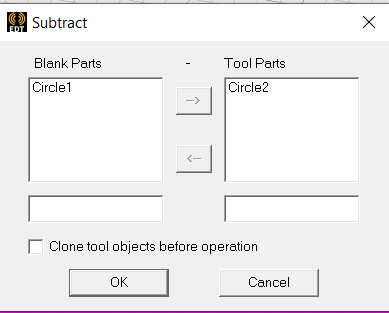 EDT
Subtract
Blank Parts - Tool Parts
Circle1
Circle2
-->
<--
Clone tool objects before operation
OK Cancel